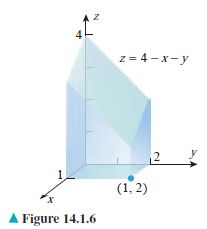 z
4
z = 4 − x − y
y
2
1
(1, 2)
x
▲ Figure 14.1.6